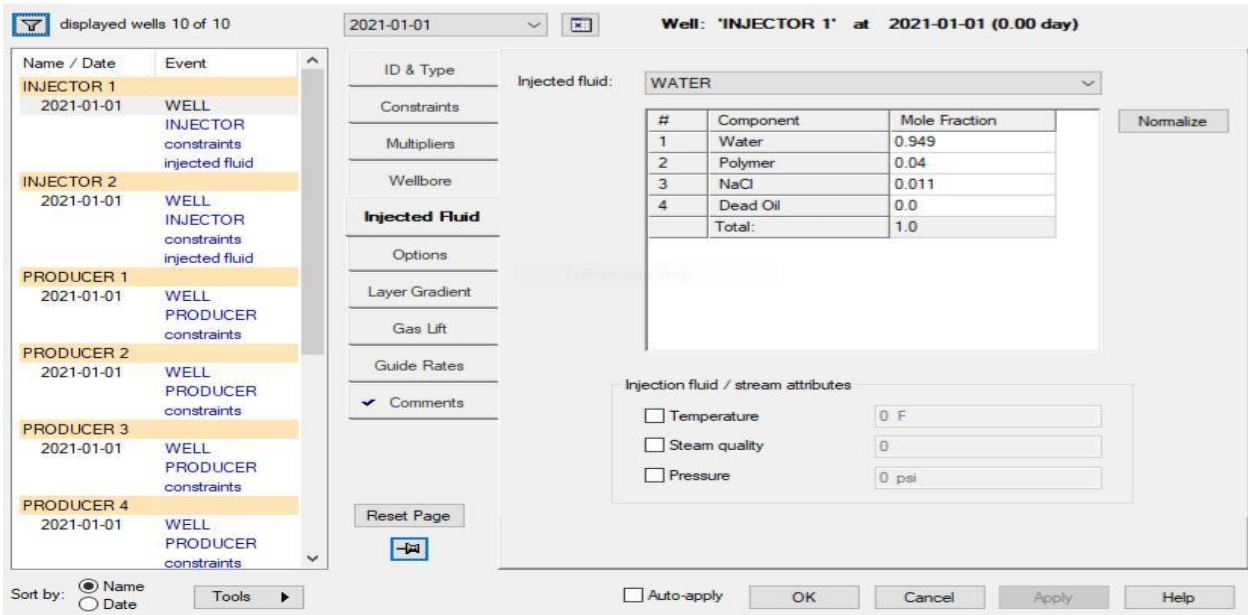 displayed wells 10 of 10
2021-01-01
Well: 'INJECTOR 1' at 2021-01-01 (0.00 day)
Name / Date Event
INJECTOR 1
2021-01-01 WELL
INJECTOR
constraints
injected fluid
INJECTOR 2
2021-01-01 WELL
INJECTOR
constraints
injected fluid
PRODUCER 1
2021-01-01 WELL
PRODUCER
constraints
PRODUCER 2
2021-01-01 WELL
PRODUCER
constraints
PRODUCER 3
2021-01-01 WELL
PRODUCER
constraints
PRODUCER 4
2021-01-01 WELL
PRODUCER
constraints
Sort by: Name
Date
Tools
ID & Type
Constraints
Multipliers
Wellbore
Injected Fluid
Options
Layer Gradient
Gas Lift
Guide Rates
Comments
Reset Page
Injected fluid: WATER
# Component Mole Fraction
1 Water 0.949
2 Polymer 0.04
3 NaCl 0.011
4 Dead Oil 0.0
Total: 1.0
Normalize
Injection fluid / stream attributes
Temperature 0 F
Steam quality 0
Pressure 0 psi
Auto-apply OK Cancel Apply Help